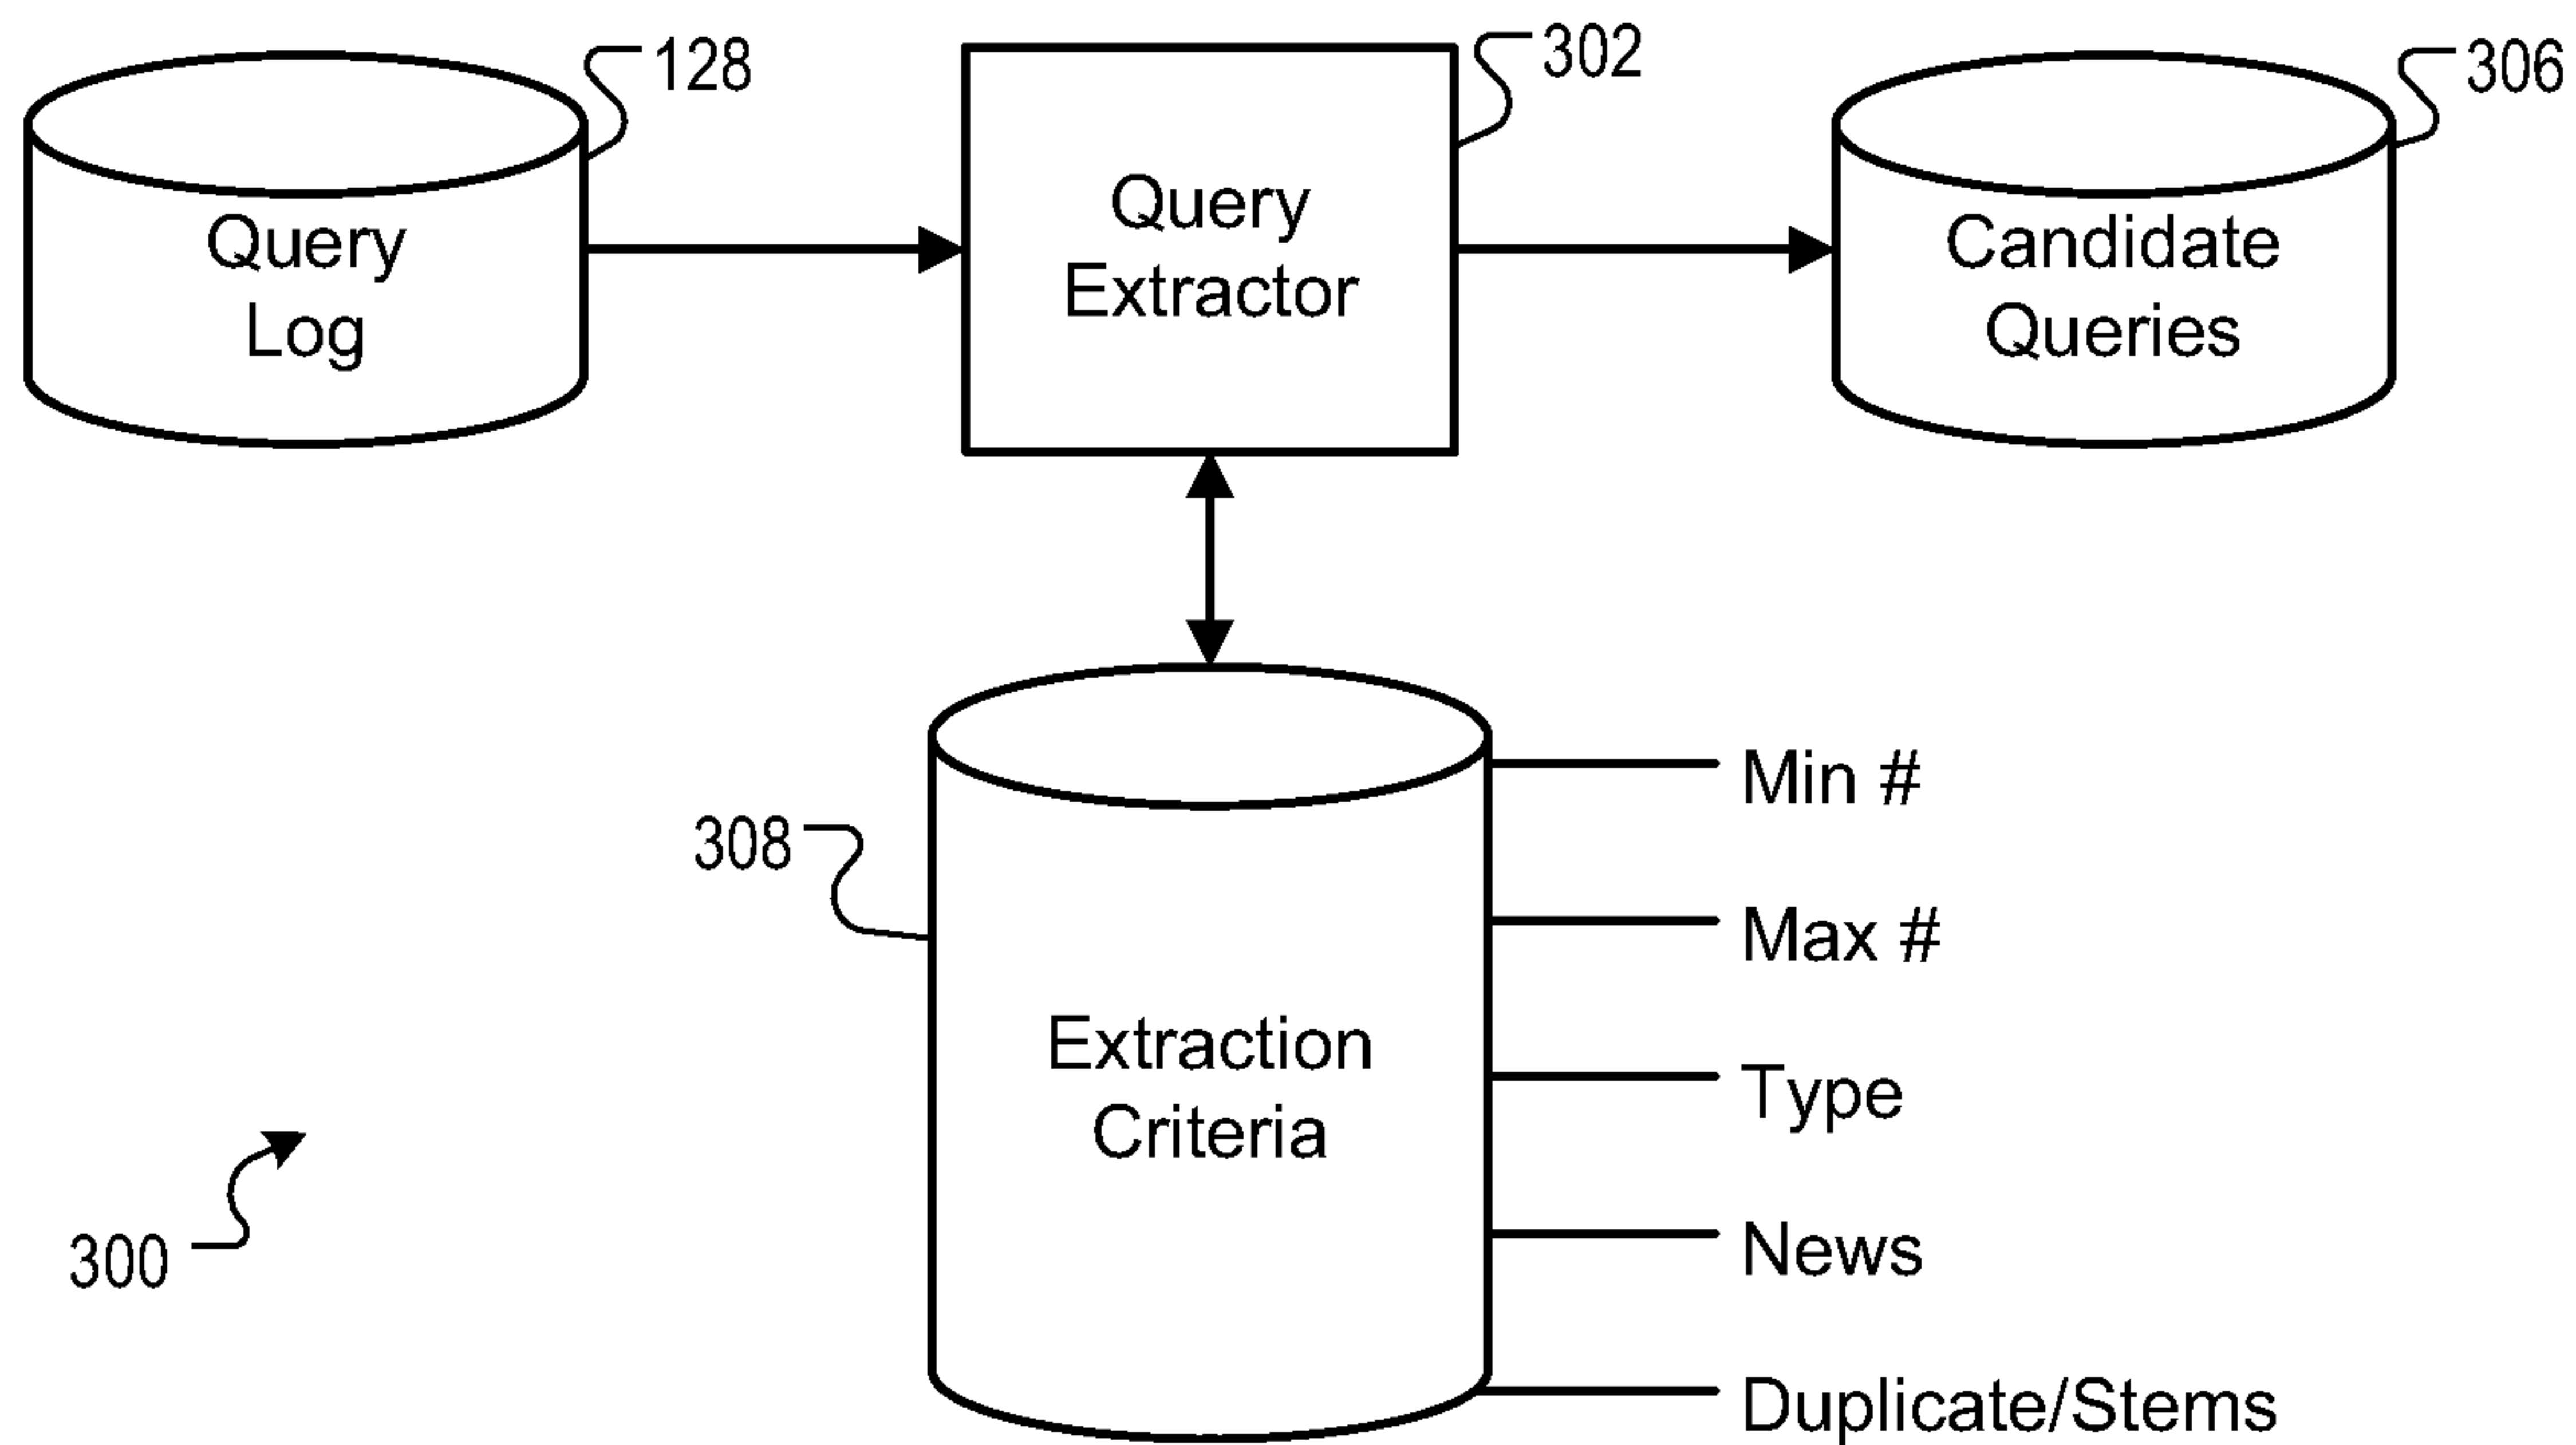 128
302
306
Query
Log
Query
Extractor
Candidate
Queries
308
Extraction
Criteria
Min #
Max #
Type
News
Duplicate/Stems
300